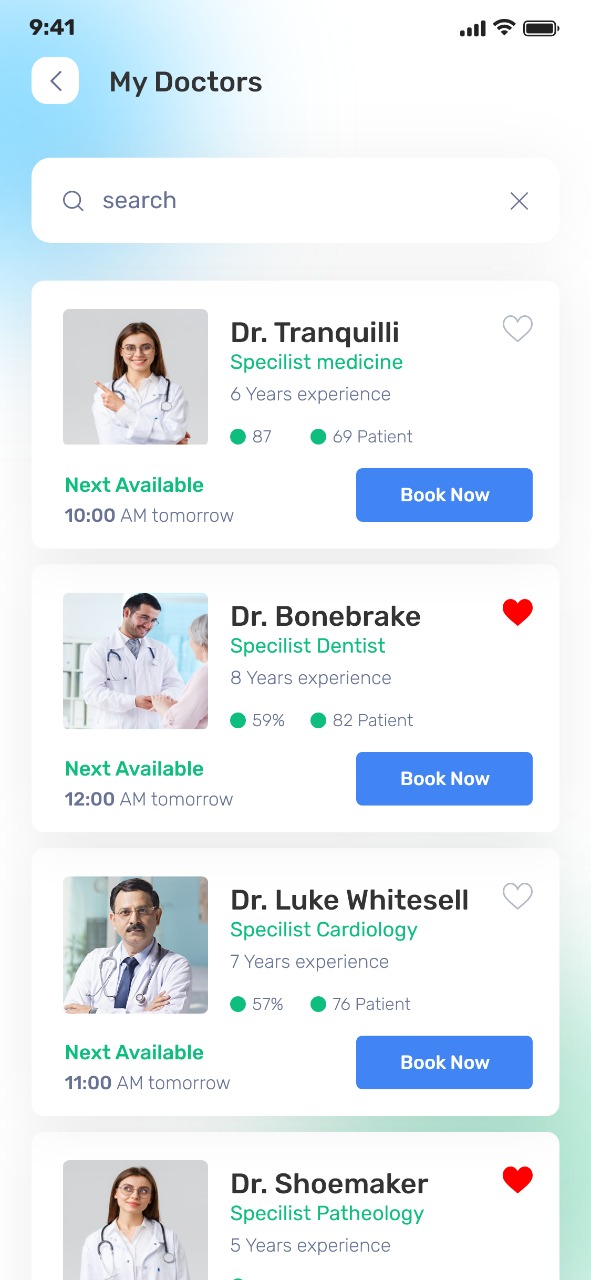 9:41
My Doctors
search
Dr. Tranquilli
Specilist medicine
6 Years experience
87 69 Patient
Next Available
10:00 AM tomorrow
Book Now
Dr. Bonebrake
Specilist Dentist
8 Years experience
59% 82 Patient
Next Available
12:00 AM tomorrow
Book Now
Dr. Luke Whitesell
Specilist Cardiology
7 Years experience
57% 76 Patient
Next Available
11:00 AM tomorrow
Book Now
Dr. Shoemaker
Specilist Patheology
5 Years experience